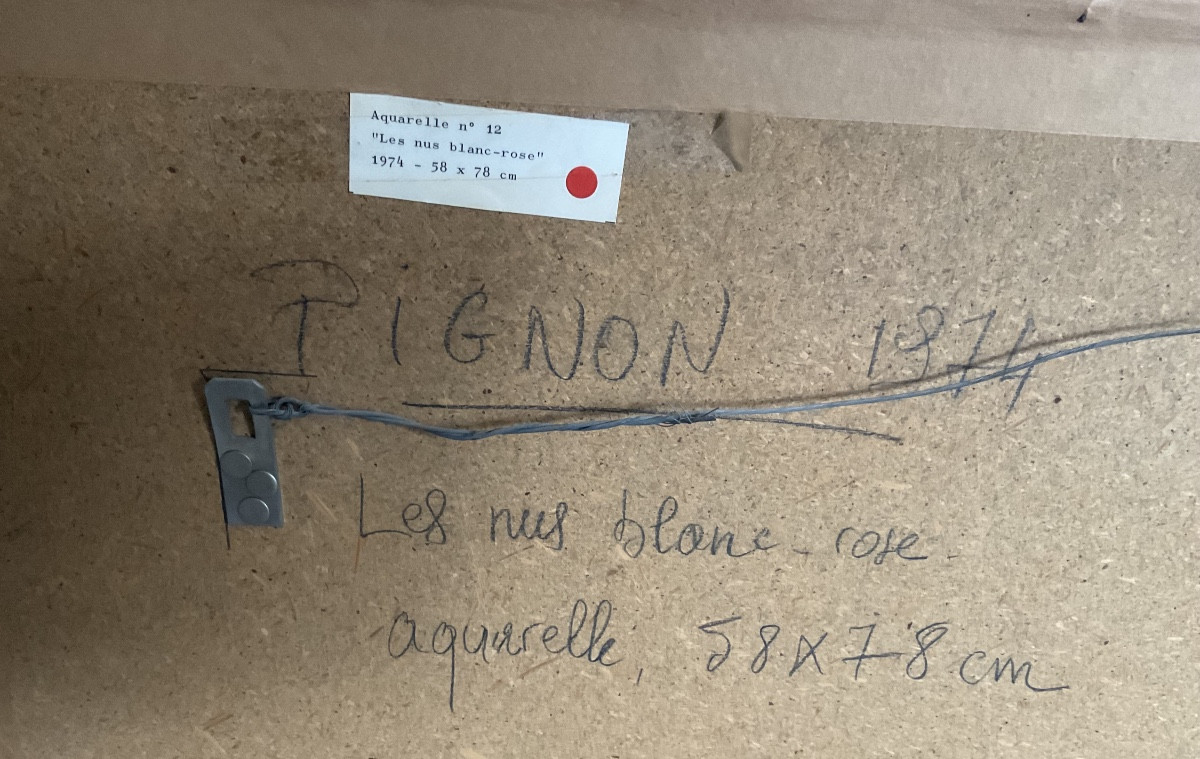 Aquarelle n° 12
"Les nus blanc-rose"
1974 - 58 x 78 cm
PIGNON 1974
Les nus blanc-rose-
aquarelle, 58x78 cm